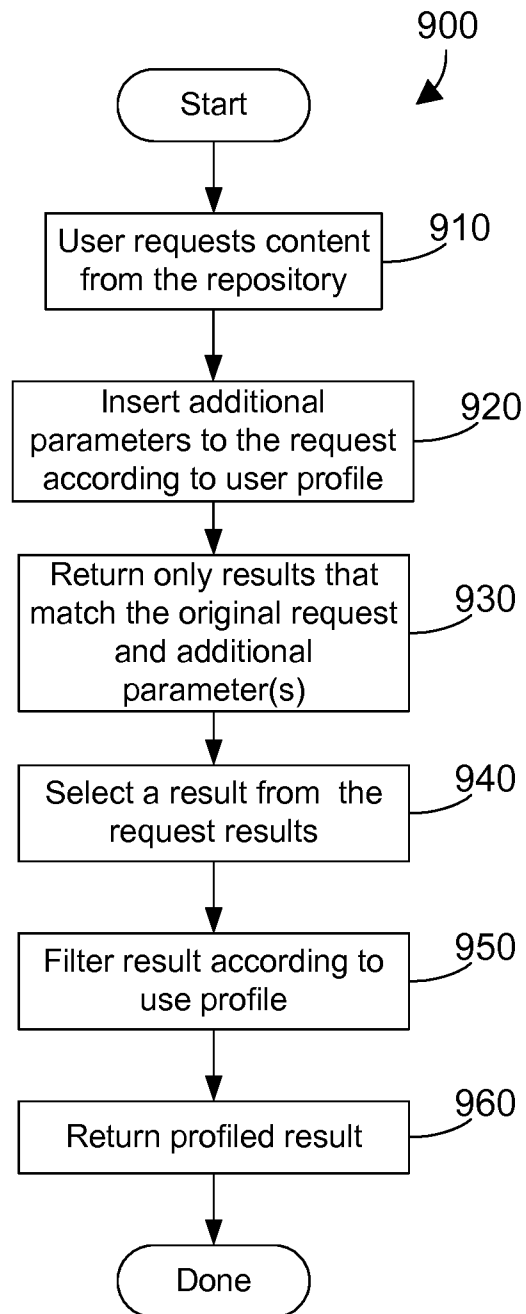 900
Start
User requests content
from the repository
910
Insert additional
parameters to the request
according to user profile
920
Return only results that
match the original request
and additional
parameter(s)
930
Select a result from the
request results
940
Filter result according to
use profile
950
Return profiled result
960
Done